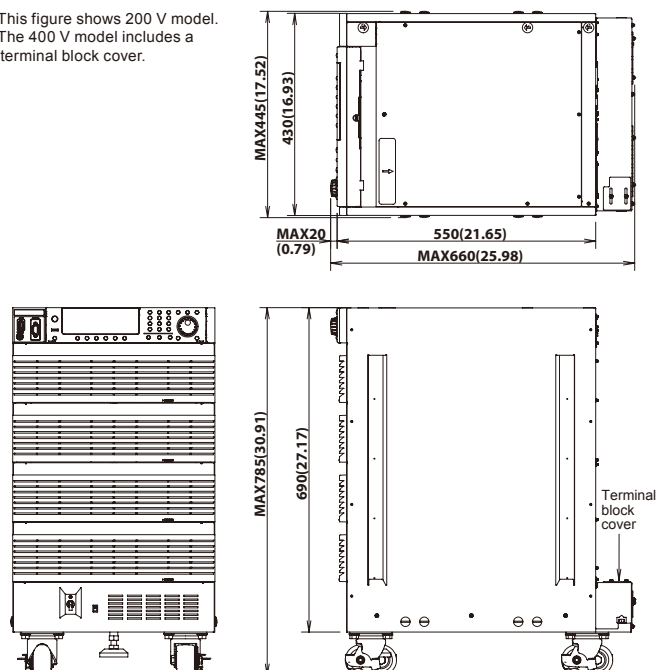 This figure shows 200 V model.
The 400 V model includes a
terminal block cover.
MAX445(17.52)
430(16.93)
MAX20
(0.79)
550(21.65)
MAX660(25.98)
MAX785(30.91)
690(27.17)
Terminal
block
cover